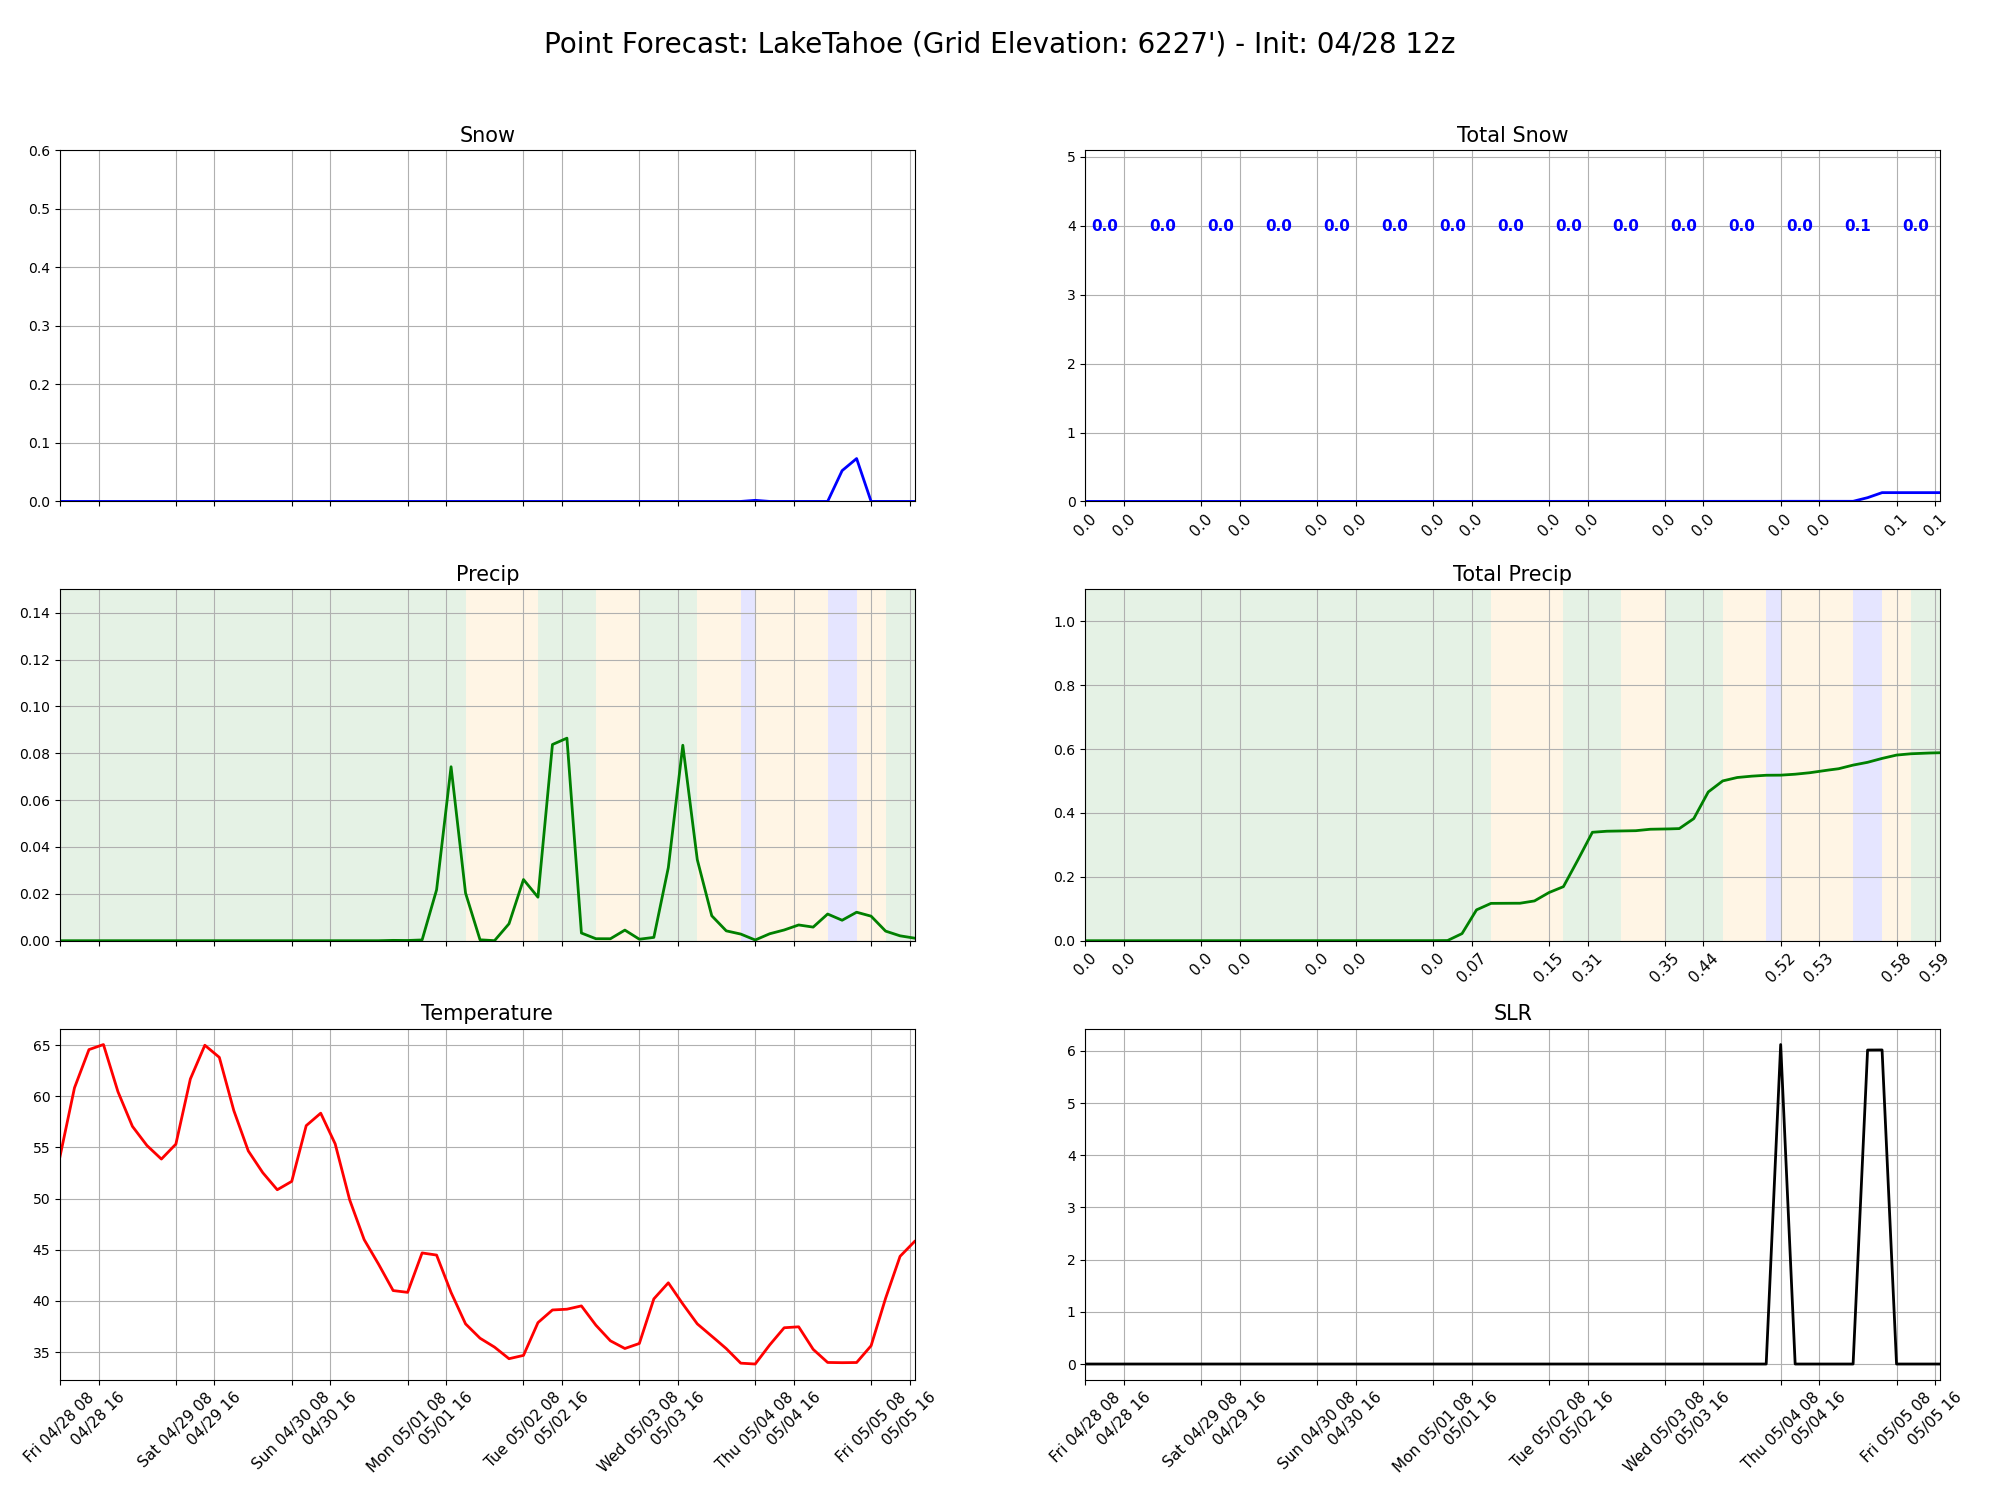 Point Forecast: LakeTahoe (Grid Elevation: 6227') - Init: 04/28 12z
Snow
0.6
0.5
0.4
0.3
0.2
0.1
0.0
Total Snow
5
4
3
2
1
0
0.0 0.0 0.0 0.0 0.0 0.0 0.0 0.0 0.0 0.0 0.0 0.0 0.0 0.1 0.0
0.0 0.0 0.0 0.0 0.0 0.0 0.0 0.0 0.0 0.0 0.0 0.0 0.0 0.0 0.1 0.1
Precip
0.14
0.12
0.10
0.08
0.06
0.04
0.02
0.00
Total Precip
1.0
0.8
0.6
0.4
0.2
0.0
0.0 0.0 0.0 0.0 0.0 0.0 0.0 0.07 0.15 0.31 0.35 0.44 0.52 0.53 0.58 0.59
Temperature
65
60
55
50
45
40
35
Fri 04/28 08
04/28 16
Sat 04/29 08
04/29 16
Sun 04/30 08
04/30 16
Mon 05/01 08
05/01 16
Tue 05/02 08
05/02 16
Wed 05/03 08
05/03 16
Thu 05/04 08
05/04 16
Fri 05/05 08
05/05 16
SLR
6
5
4
3
2
1
0
Fri 04/28 08
04/28 16
Sat 04/29 08
04/29 16
Sun 04/30 08
04/30 16
Mon 05/01 08
05/01 16
Tue 05/02 08
05/02 16
Wed 05/03 08
05/03 16
Thu 05/04 08
05/04 16
Fri 05/05 08
05/05 16